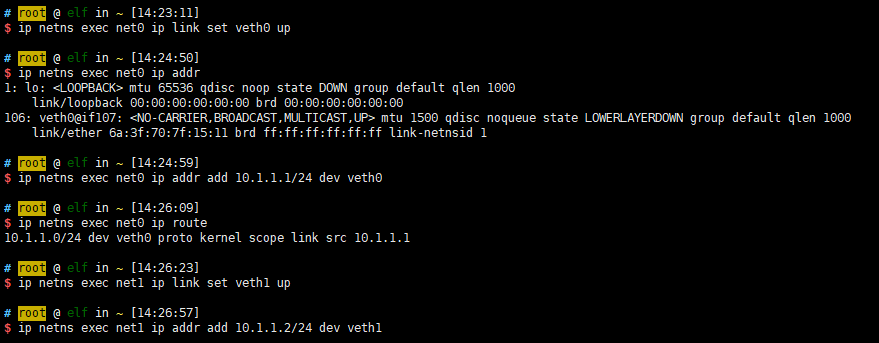 # root @ elf in ~ [14:23:11]
$ ip netns exec net0 ip link set veth0 up
# root @ elf in ~ [14:24:50]
$ ip netns exec net0 ip addr
1: lo: <LOOPBACK> mtu 65536 qdisc noop state DOWN group default qlen 1000
    link/loopback 00:00:00:00:00:00 brd 00:00:00:00:00:00
106: veth0@if107: <NO-CARRIER,BROADCAST,MULTICAST,UP> mtu 1500 qdisc noqueue state LOWERLAYERDOWN group default qlen 1000
    link/ether 6a:3f:70:7f:15:11 brd ff:ff:ff:ff:ff:ff link-netnsid 1
# root @ elf in ~ [14:24:59]
$ ip netns exec net0 ip addr add 10.1.1.1/24 dev veth0
# root @ elf in ~ [14:26:09]
$ ip netns exec net0 ip route
10.1.1.0/24 dev veth0 proto kernel scope link src 10.1.1.1
# root @ elf in ~ [14:26:23]
$ ip netns exec net1 ip link set veth1 up
# root @ elf in ~ [14:26:57]
$ ip netns exec net1 ip addr add 10.1.1.2/24 dev veth1